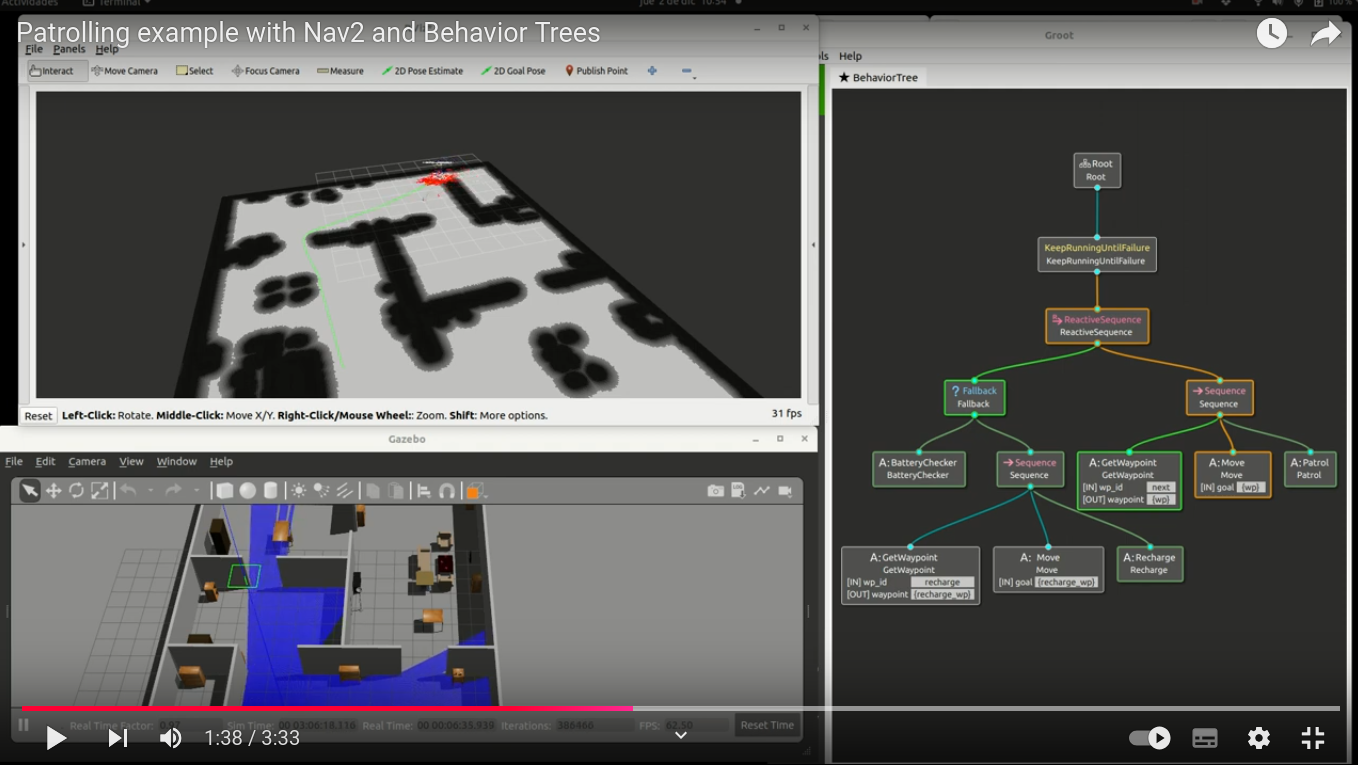 Actividades
Terminal
jue 2 de dic 10:54
100 %
Patrolling example with Nav2 and Behavior Trees
File Panels Help
Interact Move Camera Select Focus Camera Measure 2D Pose Estimate 2D Goal Pose Publish Point
Reset Left-Click: Rotate. Middle-Click: Move X/Y. Right-Click/Mouse Wheel:: Zoom. Shift: More options. 31 fps
Gazebo
File Edit Camera View Window Help
Real Time Factor: 0.97 Sim Time: 00 03:06:18.116 Real Time: 00 00:06:35.939 Iterations: 386466 FPS: 62.50 Reset Time
1:38 / 3:33
Groot
ols Help
BehaviorTree
Root
Root
KeepRunningUntilFailure
KeepRunningUntilFailure
ReactiveSequence
ReactiveSequence
? Fallback
Fallback
Sequence
Sequence
A: BatteryChecker
BatteryChecker
Sequence
Sequence
A: GetWaypoint
GetWaypoint
[IN] wp_id next
[OUT] waypoint {wp}
A: Move
Move
[IN] goal {wp}
A: Patrol
Patrol
A: GetWaypoint
GetWaypoint
[IN] wp_id recharge
[OUT] waypoint {recharge_wp}
A: Move
Move
[IN] goal {recharge_wp}
A: Recharge
Recharge